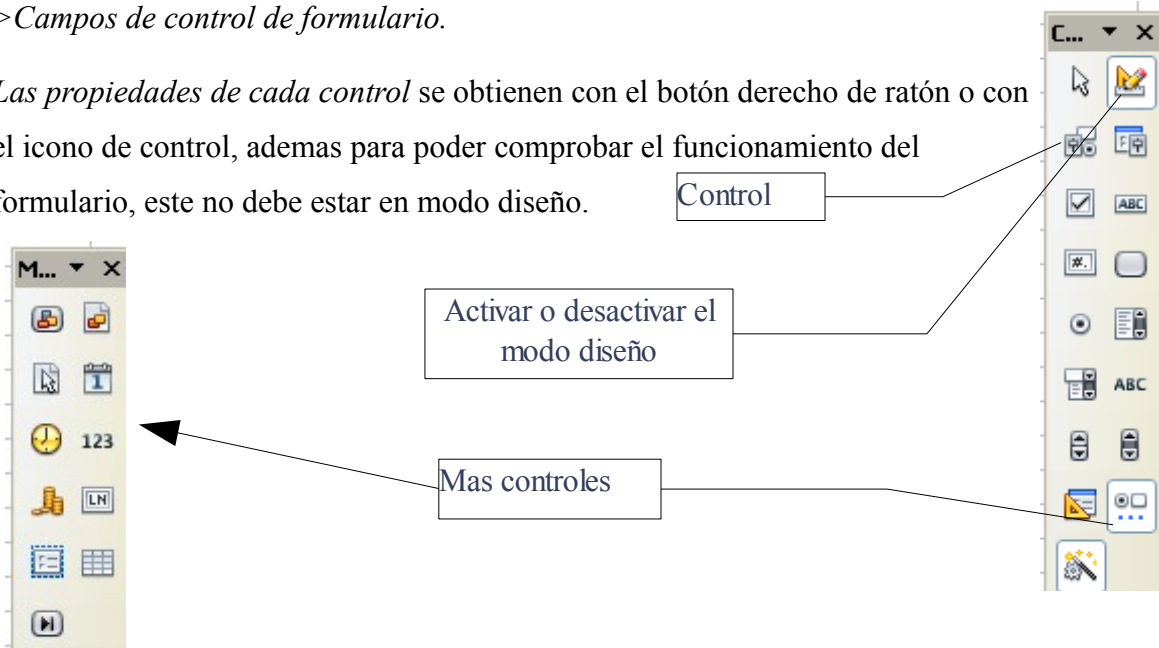 >Campos de control de formulario.
Las propiedades de cada control se obtienen con el botón derecho de ratón o con
el icono de control, ademas para poder comprobar el funcionamiento del
formulario, este no debe estar en modo diseño.
C...
Control
ABC
#.
M...
Activar o desactivar el
modo diseño
1
ABC
123
Mas controles
LN